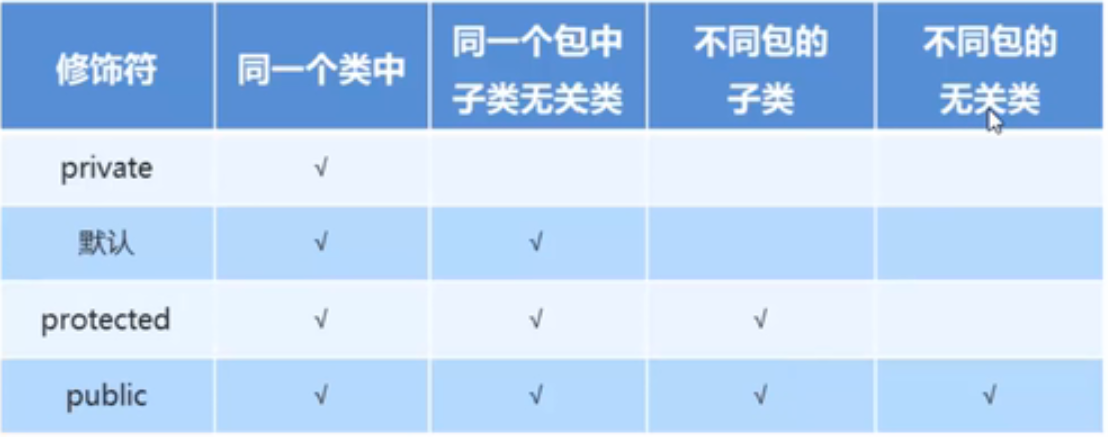 修饰符 同一个类中 同一个包中 不同包的 不同包的
子类无关类 子类 无关类
private √
默认 √ √
protected √ √ √
public √ √ √ √